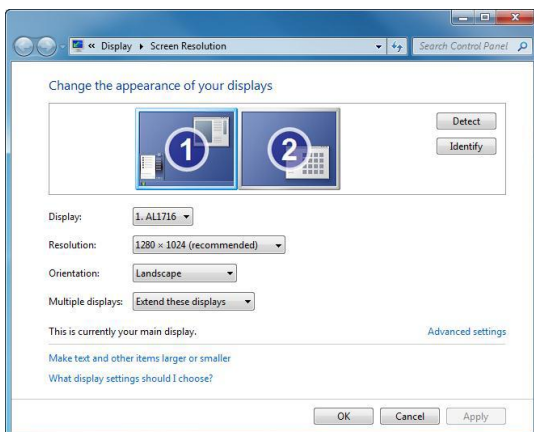 « Display ▸ Screen Resolution
Search Control Panel
Change the appearance of your displays
1
2
Detect
Identify
Display: 1. AL1716
Resolution: 1280 × 1024 (recommended)
Orientation: Landscape
Multiple displays: Extend these displays
This is currently your main display. Advanced settings
Make text and other items larger or smaller
What display settings should I choose?
OK Cancel Apply